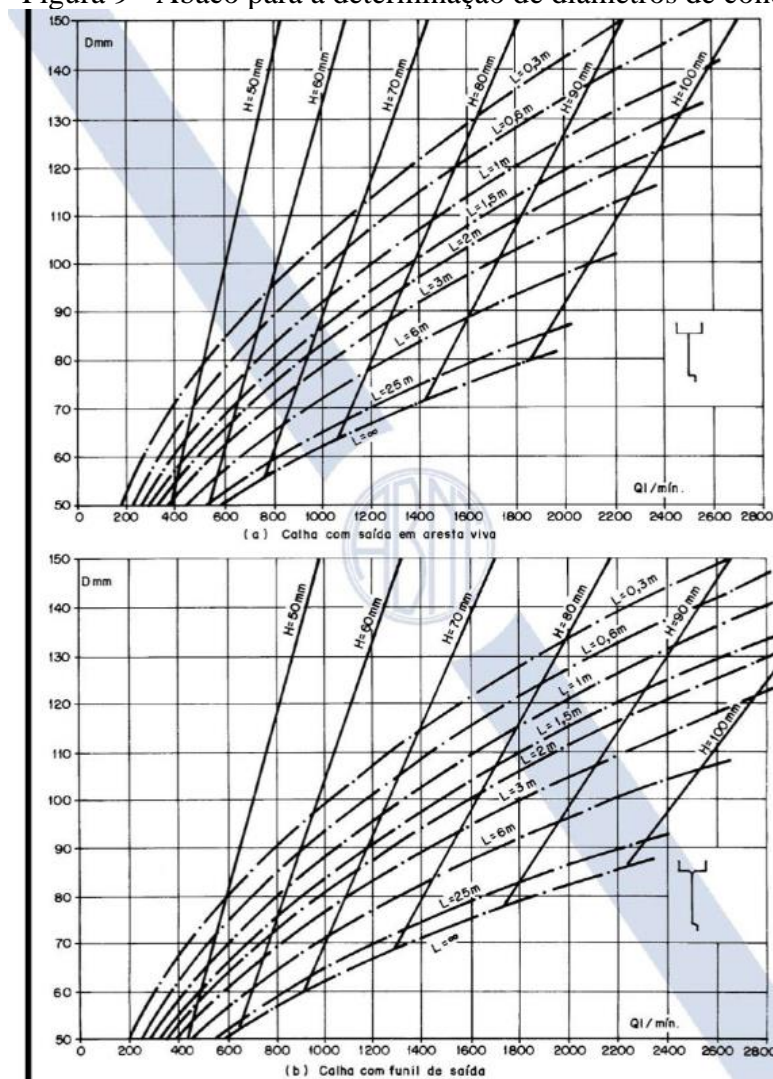 Figura 9 - Ábaco para a determinação de diâmetros de con
150
Dmm
140
130
120
110
100
90
80
70
60
50
H=50mm
H=60mm
H=70mm
H=80mm
H=90mm
H=100mm
L=0,3m
L=0,6m
L=1m
L=1,5m
L=2m
L=3m
L=6m
L=25m
L=∞
Ql/mín.
0 200 400 600 800 1000 1200 1400 1600 1800 2000 2200 2400 2600 2800
(a) Calha com saída em aresta viva
ABNT
150
Dmm
140
130
120
110
100
90
80
70
60
50
H=50mm
H=60mm
H=70mm
H=80mm
H=90mm
H=100mm
L=0,3m
L=0,6m
L=1m
L=1,5m
L=2m
L=3m
L=6m
L=25m
L=∞
Ql/mín.
0 200 400 600 800 1000 1200 1400 1600 1800 2000 2200 2400 2600 2800
(b) Calha com funil de saída